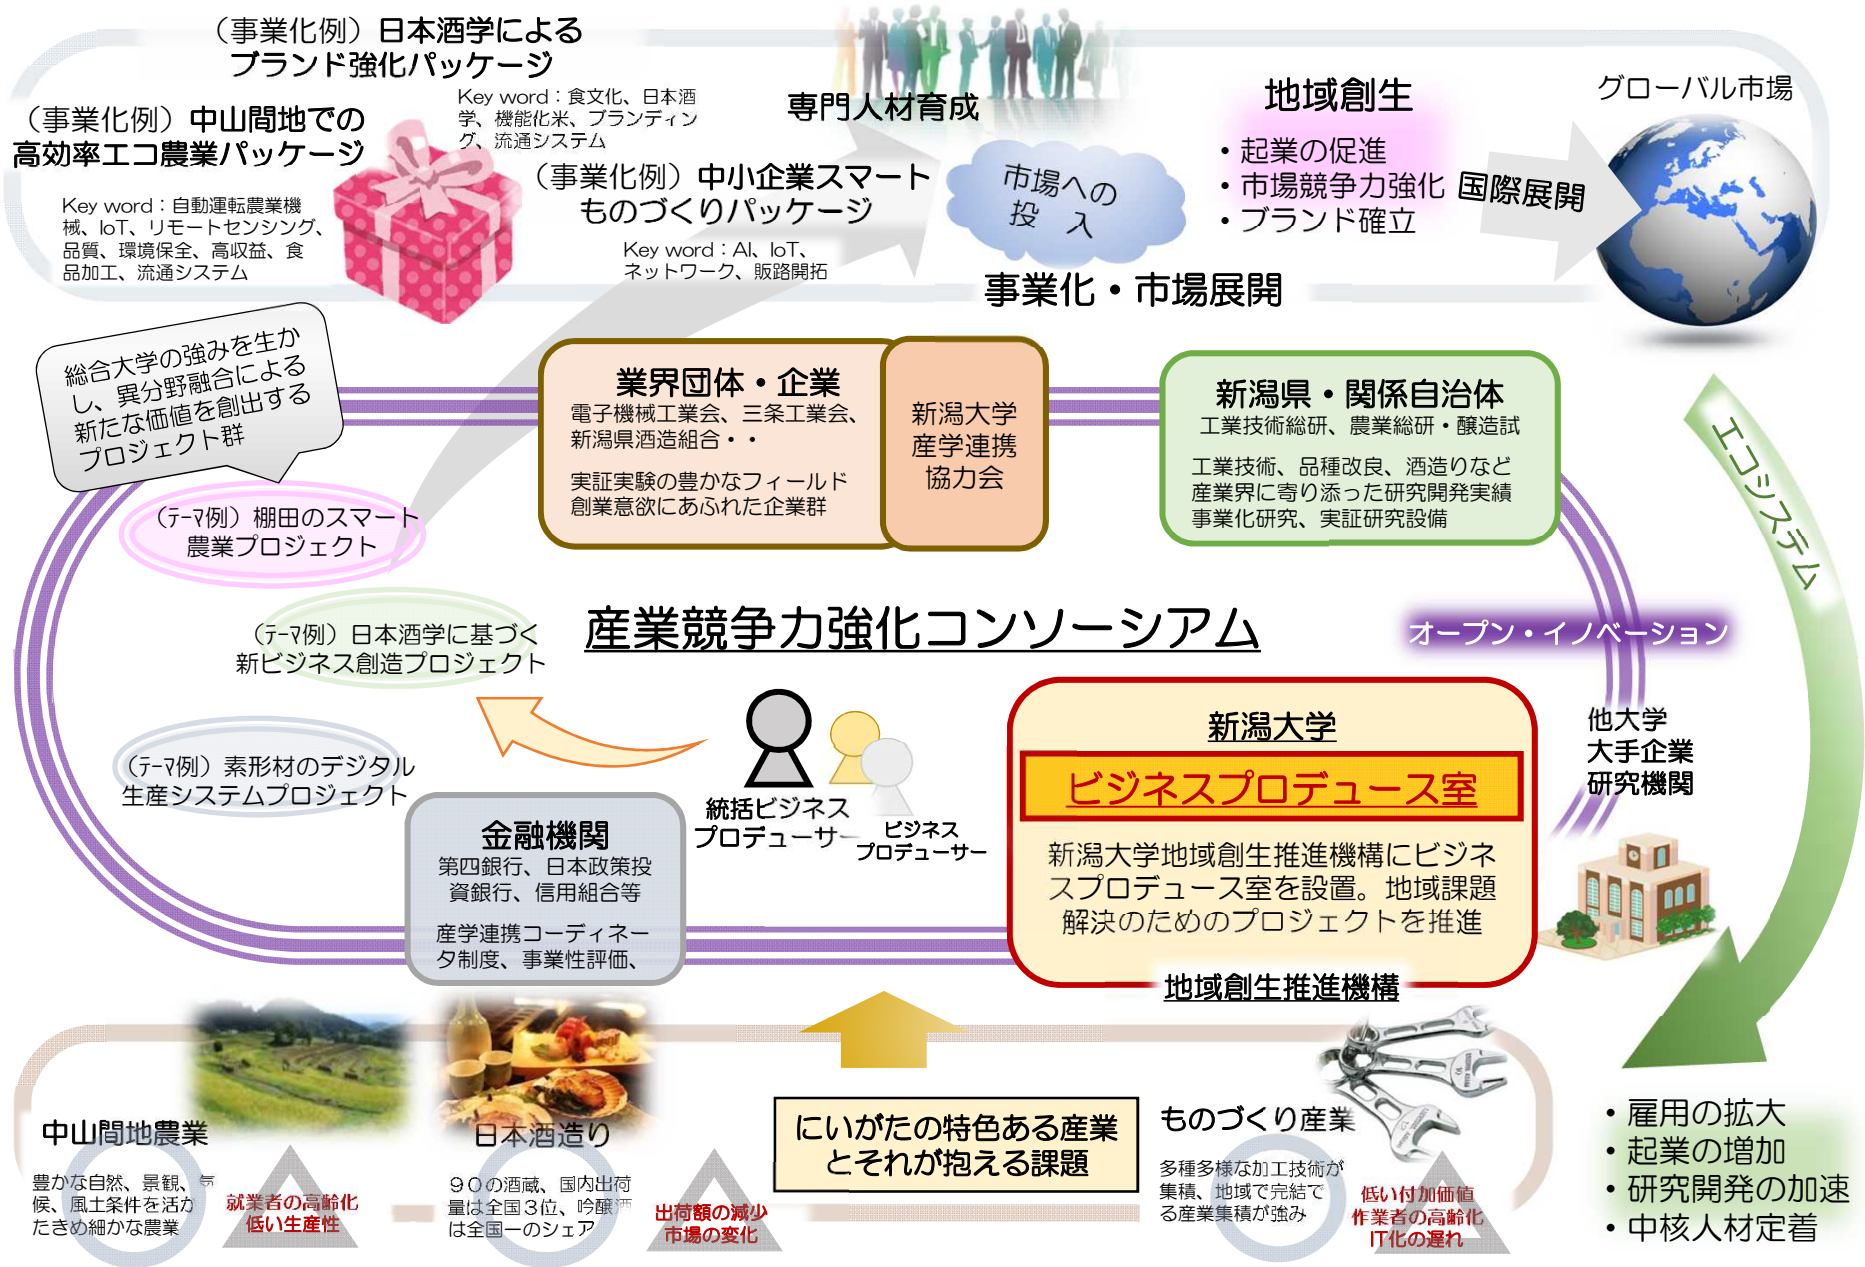 （事業化例）日本酒学による
ブランド強化パッケージ
Key word：食文化、日本酒
学、機能化米、ブランディン
グ、流通システム
（事業化例）中山間地での
高効率エコ農業パッケージ
Key word：自動運転農業機
械、IoT、リモートセンシング、
品質、環境保全、高収益、食
品加工、流通システム
（事業化例）中小企業スマート
ものづくりパッケージ
Key word：AI、IoT、
ネットワーク、販路開拓
専門人材育成
市場への
投　入
事業化・市場展開
地域創生
・起業の促進
・市場競争力強化
・ブランド確立
国際展開
グローバル市場
総合大学の強みを生か
し、異分野融合による
新たな価値を創出する
プロジェクト群
業界団体・企業
電子機械工業会、三条工業会、
新潟県酒造組合・・
実証実験の豊かなフィールド
創業意欲にあふれた企業群
新潟大学
産学連携
協力会
新潟県・関係自治体
工業技術総研、農業総研・醸造試
工業技術、品種改良、酒造りなど
産業界に寄り添った研究開発実績
事業化研究、実証研究設備
エコシステム
（ﾃｰﾏ例）棚田のスマート
農業プロジェクト
（ﾃｰﾏ例）日本酒学に基づく
新ビジネス創造プロジェクト
（ﾃｰﾏ例）素形材のデジタル
生産システムプロジェクト
産業競争力強化コンソーシアム
オープン・イノベーション
統括ビジネス
プロデューサー
ビジネス
プロデューサー
新潟大学
ビジネスプロデュース室
新潟大学地域創生推進機構にビジネ
スプロデュース室を設置。地域課題
解決のためのプロジェクトを推進
地域創生推進機構
他大学
大手企業
研究機関
金融機関
第四銀行、日本政策投
資銀行、信用組合等
産学連携コーディネー
タ制度、事業性評価、
中山間地農業
豊かな自然、景観、気
候、風土条件を活か
たきめ細かな農業
就業者の高齢化
低い生産性
日本酒造り
９０の酒蔵、国内出荷
量は全国３位、吟醸酒
は全国一のシェア
出荷額の減少
市場の変化
にいがたの特色ある産業
とそれが抱える課題
ものづくり産業
多種多様な加工技術が
集積、地域で完結で
る産業集積が強み
低い付加価値
作業者の高齢化
IT化の遅れ
・雇用の拡大
・起業の増加
・研究開発の加速
・中核人材定着